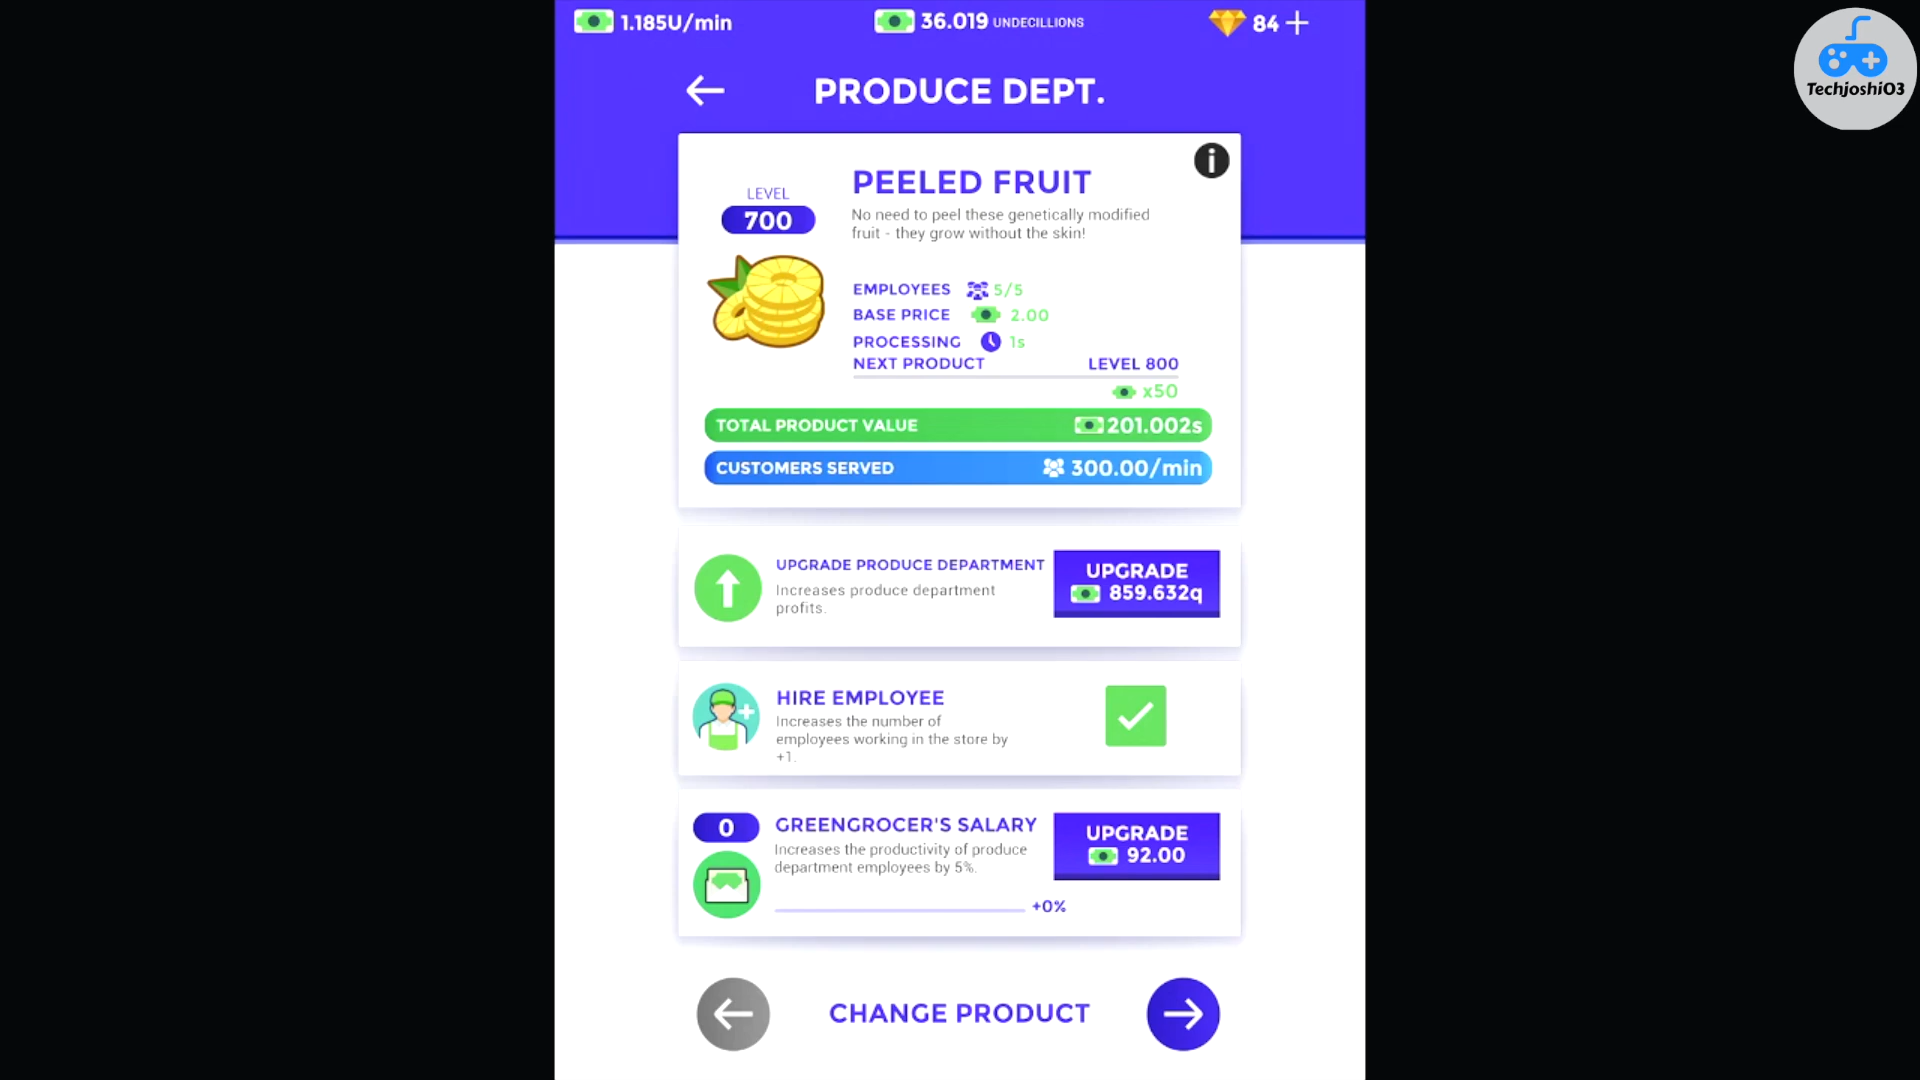 1.185U/min
36.019 UNDECILLIONS
84
Techjoshi03
PRODUCE DEPT.
PEELED FRUIT
LEVEL
700
No need to peel these genetically modified
fruit - they grow without the skin!
EMPLOYEES 5/5
BASE PRICE 2.00
PROCESSING 1s
NEXT PRODUCT LEVEL 800
x50
TOTAL PRODUCT VALUE 201.002s
CUSTOMERS SERVED 300.00/min
UPGRADE PRODUCE DEPARTMENT
Increases produce department
profits.
UPGRADE
859.632q
HIRE EMPLOYEE
Increases the number of
employees working in the store by
+1.
0
GREENGROCER'S SALARY
Increases the productivity of produce
department employees by 5%.
+0%
UPGRADE
92.00
CHANGE PRODUCT